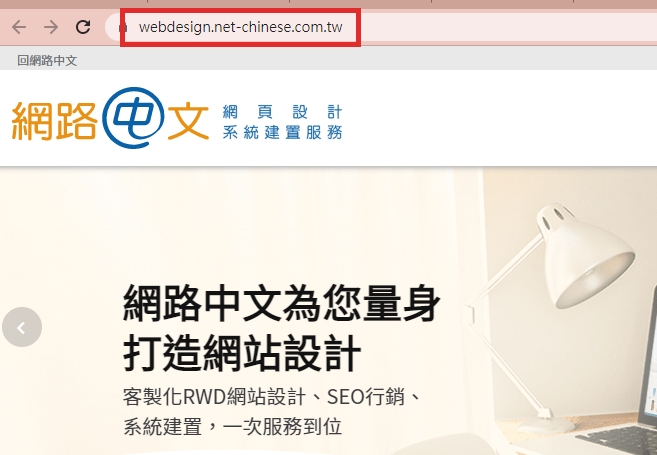 webdesign.net-chinese.com.tw
回網路中文
網路中文
網頁設計
系統建置服務
網路中文為您量身
打造網站設計
客製化RWD網站設計、SEO行銷、
系統建置，一次服務到位